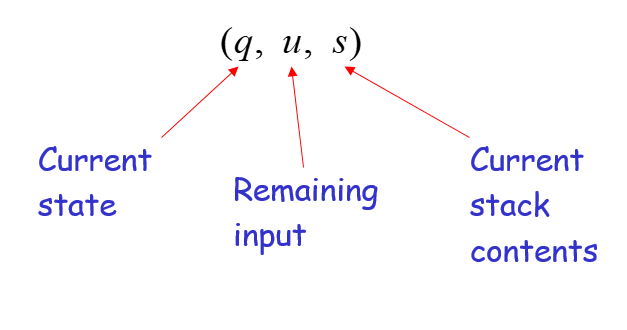 (q, u, s)
Current
state
Remaining
input
Current
stack
contents